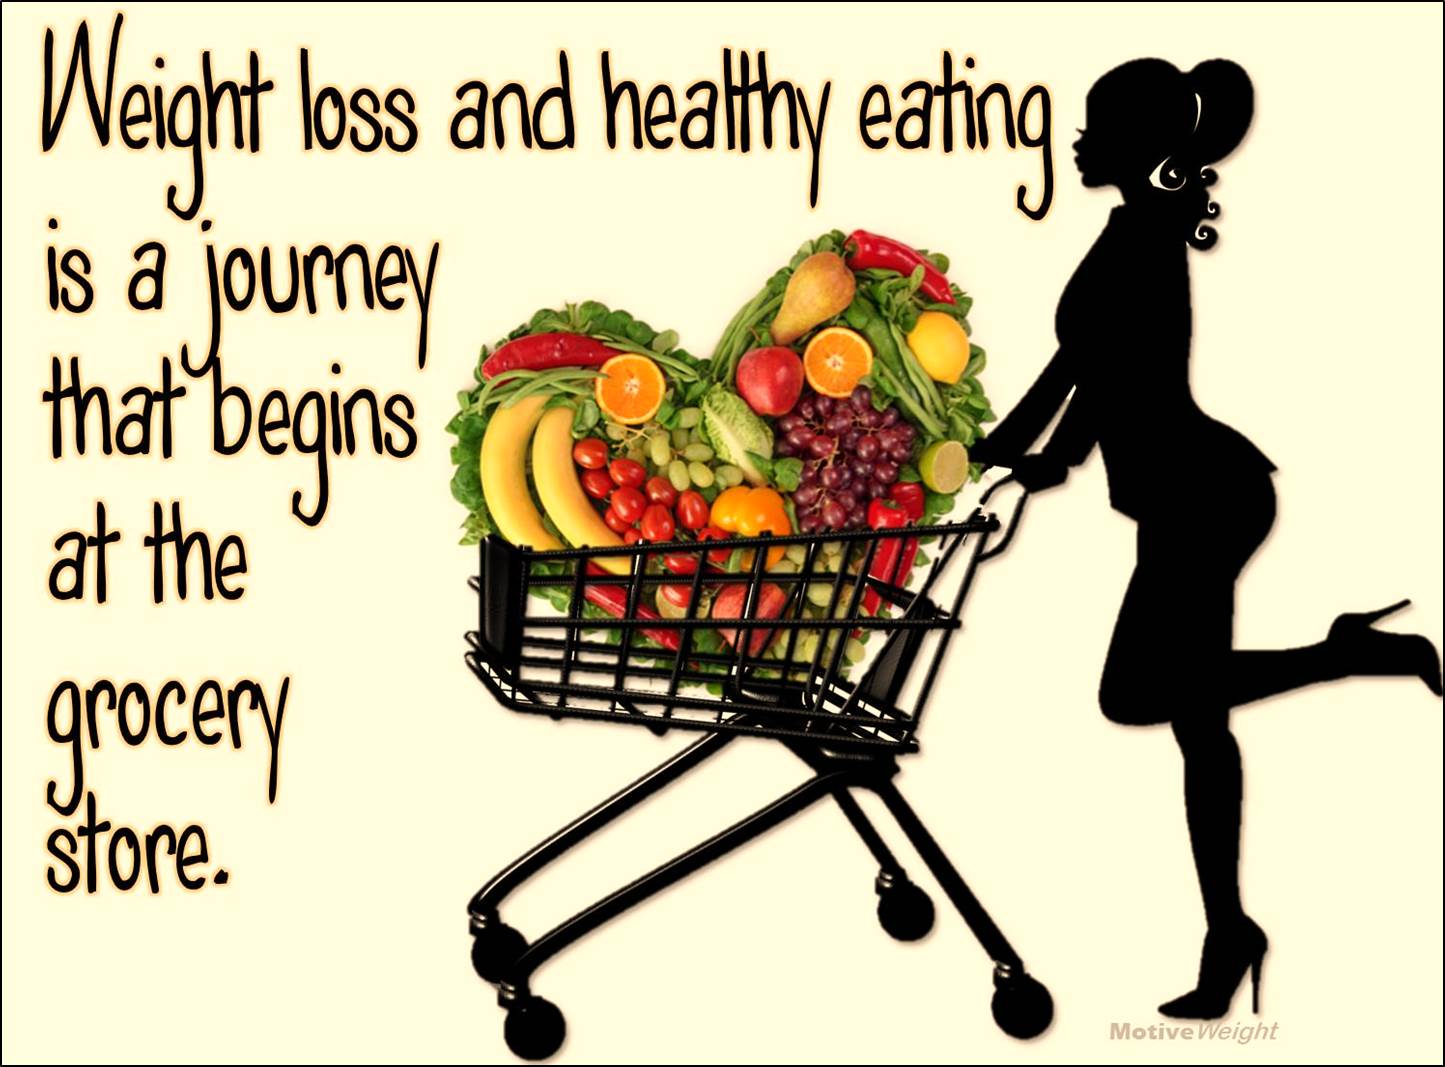 Weight loss and healthy eating
is a journey
that begins
at the
grocery
store.
MotiveWeight